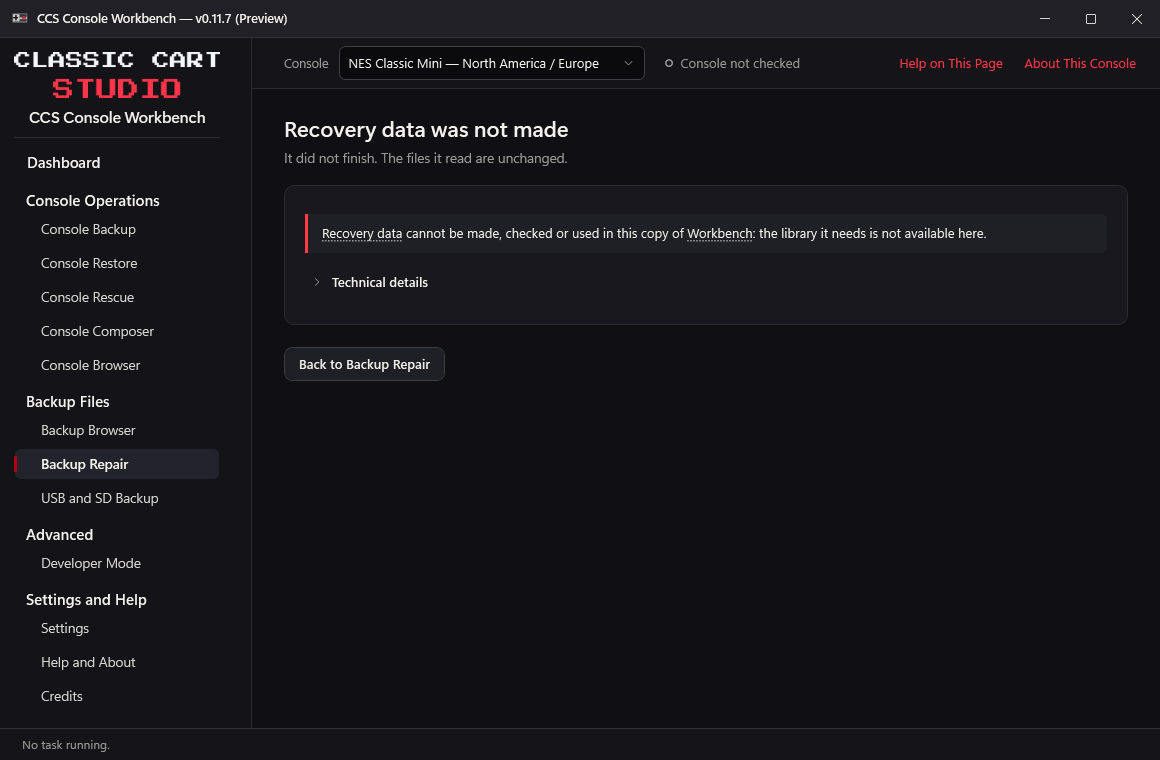 CCS Console Workbench — v0.11.7 (Preview)
CLASSIC CART
STUDIO
CCS Console Workbench
Dashboard
Console Operations
Console Backup
Console Restore
Console Rescue
Console Composer
Console Browser
Backup Files
Backup Browser
Backup Repair
USB and SD Backup
Advanced
Developer Mode
Settings and Help
Settings
Help and About
Credits
Console NES Classic Mini — North America / Europe Console not checked Help on This Page About This Console
Recovery data was not made
It did not finish. The files it read are unchanged.
Recovery data cannot be made, checked or used in this copy of Workbench: the library it needs is not available here.
Technical details
Back to Backup Repair
No task running.